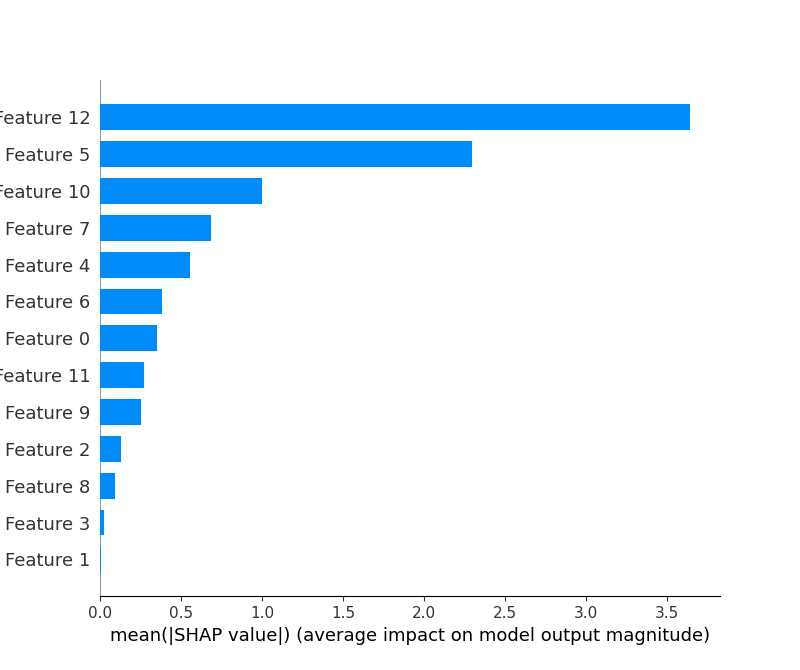 Feature 12
Feature 5
Feature 10
Feature 7
Feature 4
Feature 6
Feature 0
Feature 11
Feature 9
Feature 2
Feature 8
Feature 3
Feature 1
0.0 0.5 1.0 1.5 2.0 2.5 3.0 3.5
mean(|SHAP value|) (average impact on model output magnitude)